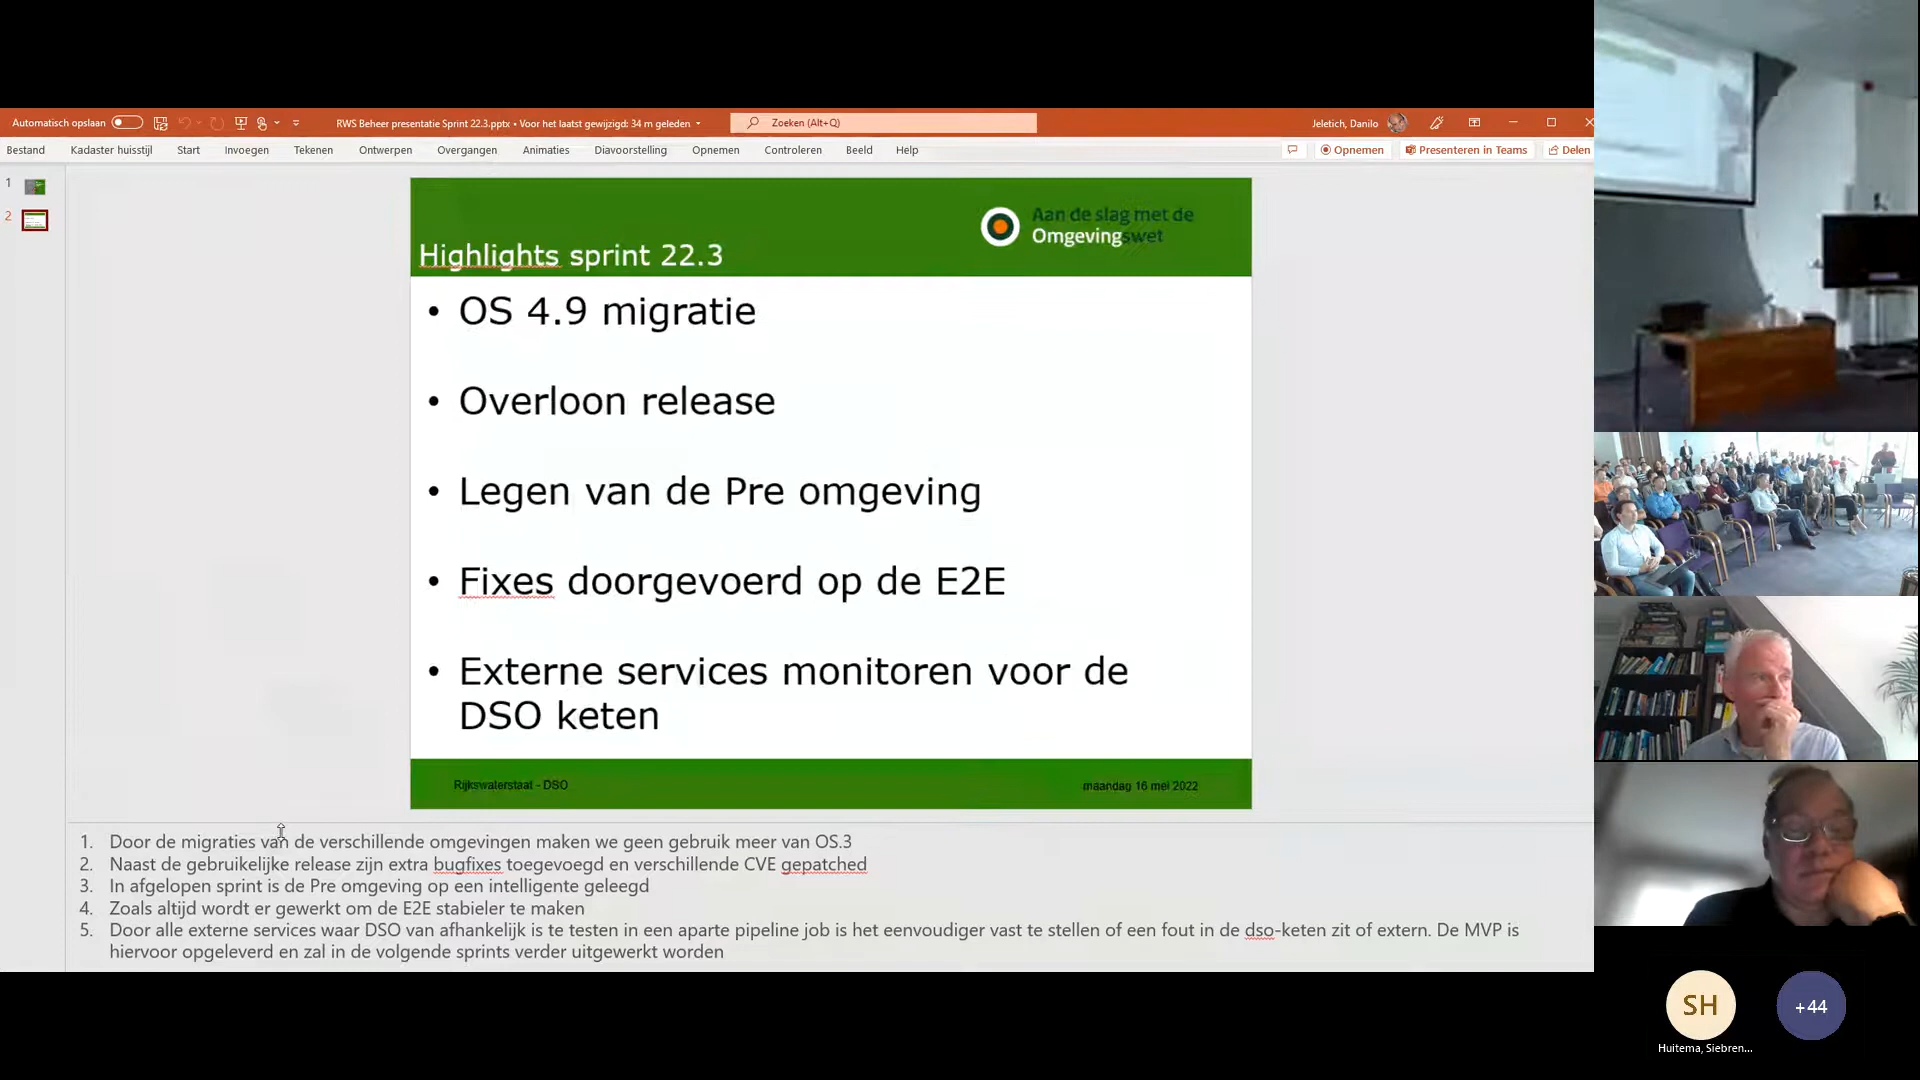 Automatisch opslaan
RWS Beheer presentatie Sprint 22.3.pptx • Voor het laatst gewijzigd: 34 m geleden
Zoeken (Alt+Q)
Jeletich, Danilo
Bestand Kadaster huisstijl Start Invoegen Tekenen Ontwerpen Overgangen Animaties Diavoorstelling Opnemen Controleren Beeld Help
Opnemen Presenteren in Teams Delen
1
2
Aan de slag met de
Omgevingswet
Highlights sprint 22.3
• OS 4.9 migratie
• Overloon release
• Legen van de Pre omgeving
• Fixes doorgevoerd op de E2E
• Externe services monitoren voor de
DSO keten
Rijkswaterstaat - DSO
maandag 16 mei 2022
1. Door de migraties van de verschillende omgevingen maken we geen gebruik meer van OS.3
2. Naast de gebruikelijke release zijn extra bugfixes toegevoegd en verschillende CVE gepatched
3. In afgelopen sprint is de Pre omgeving op een intelligente geleegd
4. Zoals altijd wordt er gewerkt om de E2E stabieler te maken
5. Door alle externe services waar DSO van afhankelijk is te testen in een aparte pipeline job is het eenvoudiger vast te stellen of een fout in de dso-keten zit of extern. De MVP is
hiervoor opgeleverd en zal in de volgende sprints verder uitgewerkt worden
SH
+44
Huitema, Siebren...